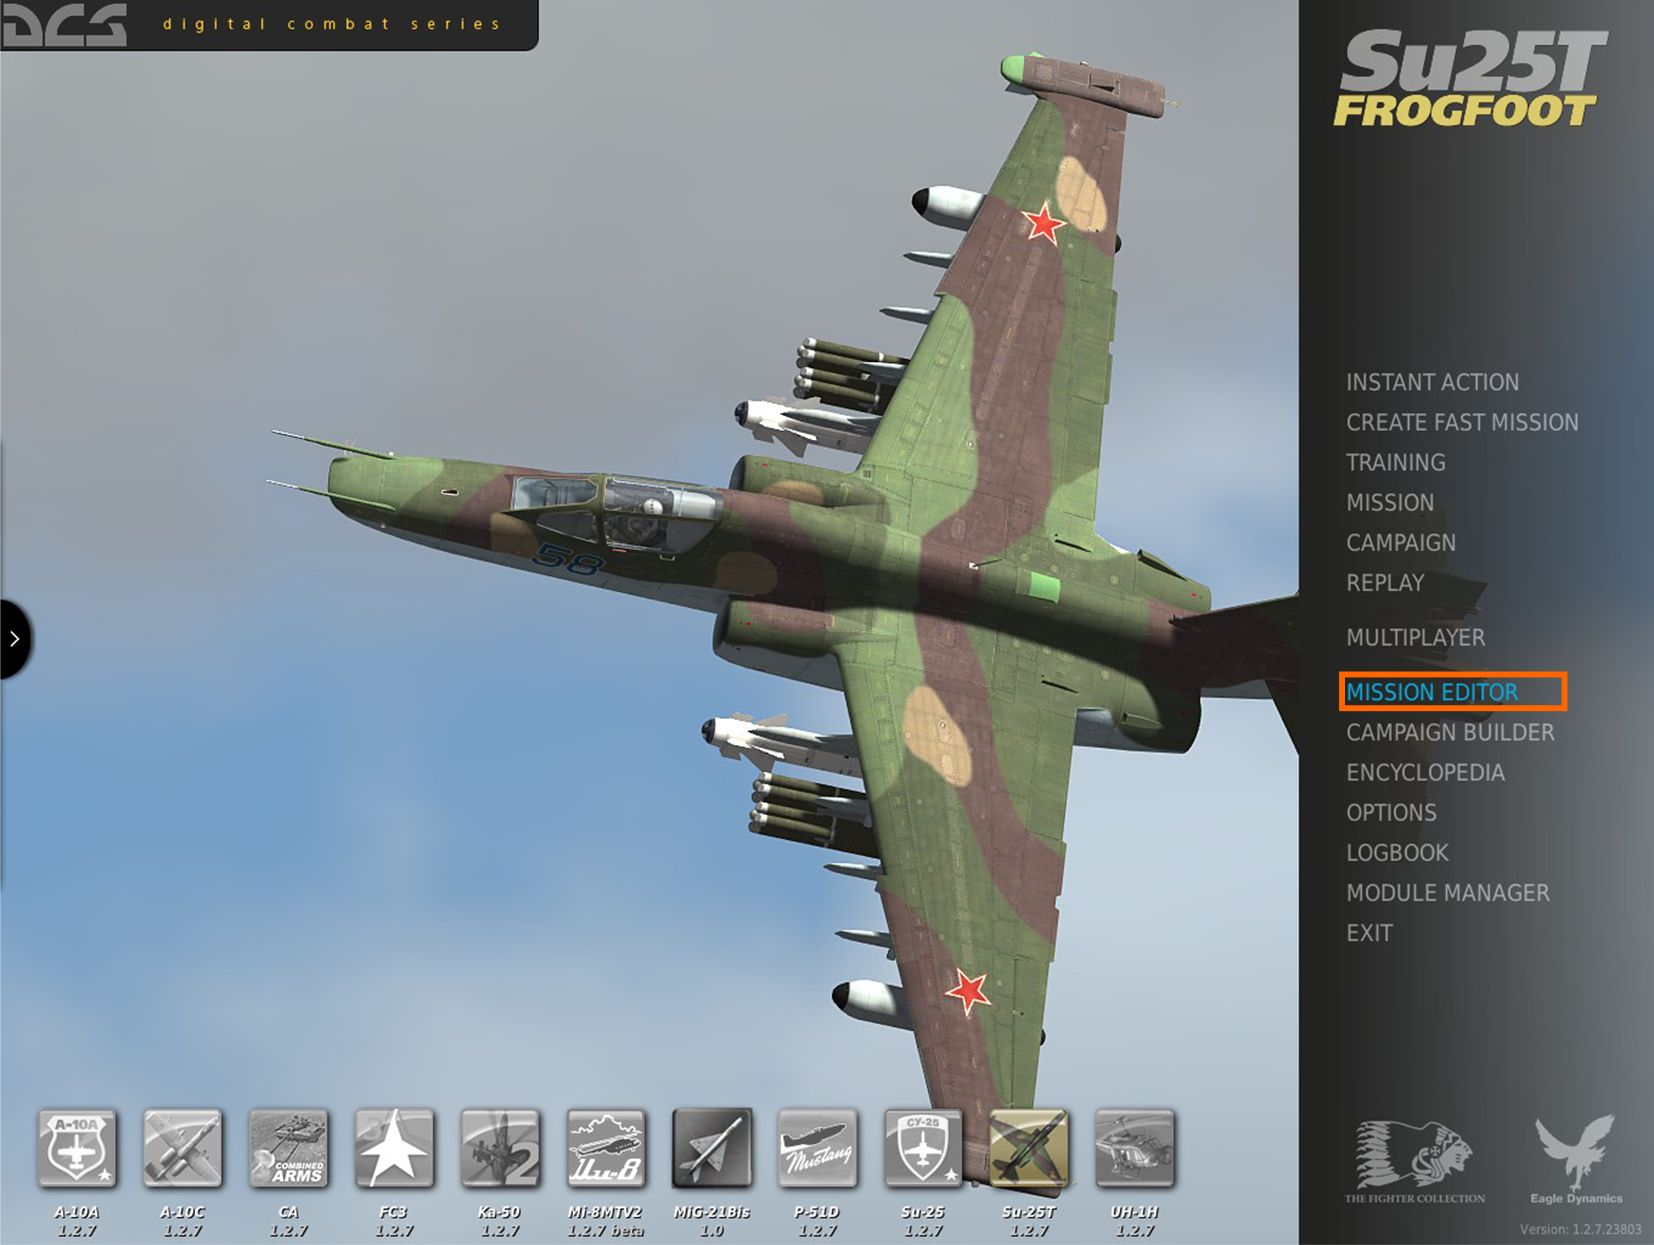 DCS digital combat series
Su25T
FROGFOOT
INSTANT ACTION
CREATE FAST MISSION
TRAINING
MISSION
CAMPAIGN
REPLAY
MULTIPLAYER
MISSION EDITOR
CAMPAIGN BUILDER
ENCYCLOPEDIA
OPTIONS
LOGBOOK
MODULE MANAGER
EXIT
58
A-10A
COMBINED
ARMS
2
Ми-8
Mustang
СУ-25
A-10A A-10C CA FC3 Ka-50 Mi-8MTV2 MiG-21Bis P-51D Su-25 Su-25T UH-1H
1.2.7 1.2.7 1.2.7 1.2.7 1.2.7 1.2.7 beta 1.0 1.2.7 1.2.7 1.2.7 1.2.7
THE FIGHTER COLLECTION
Eagle Dynamics
Version: 1.2.7.23803